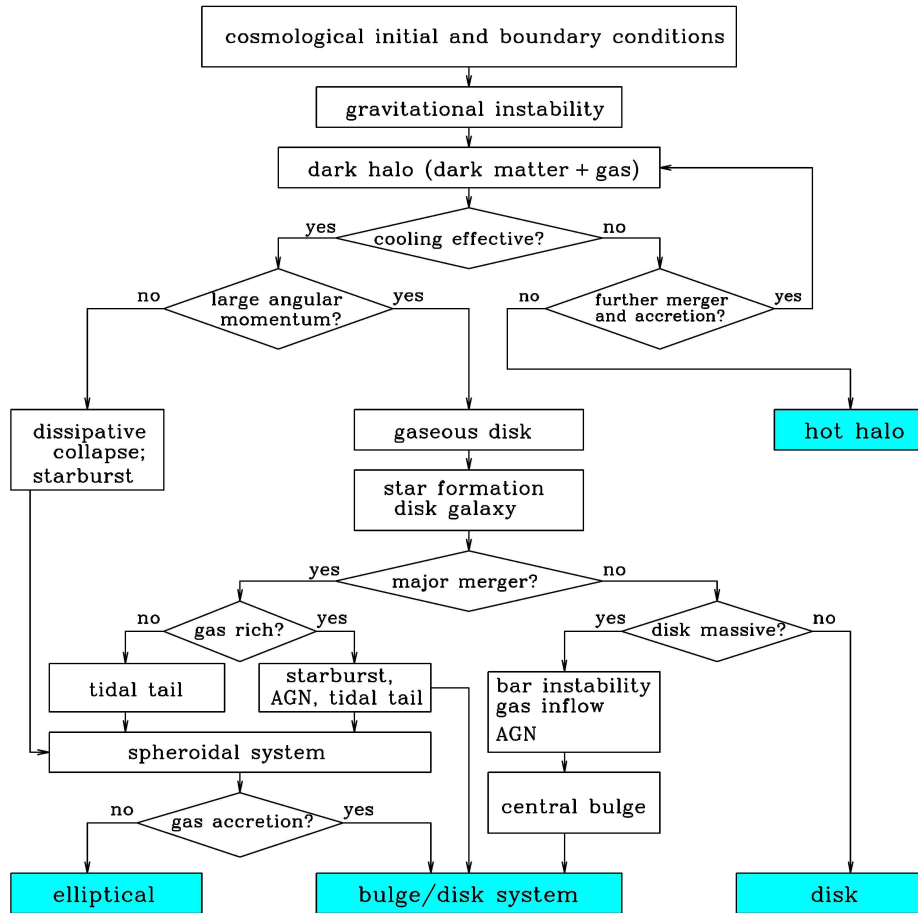 cosmological initial and boundary conditions
gravitational instability
dark halo (dark matter + gas)
yes
cooling effective?
no
no
large angular
momentum?
yes
no
further merger
and accretion?
yes
dissipative
collapse;
starburst
gaseous disk
hot halo
star formation
disk galaxy
yes
major merger?
no
no
gas rich?
yes
yes
disk massive?
no
tidal tail
starburst,
AGN, tidal tail
bar instability
gas inflow
AGN
spheroidal system
central bulge
no
gas accretion?
yes
elliptical
bulge/disk system
disk